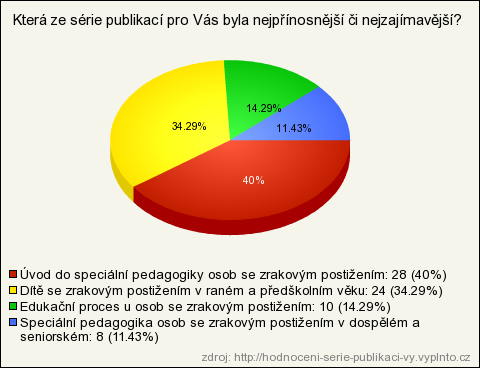 Která ze série publikací pro Vás byla nejpřínosnější či nejzajímavější?
14.29%
34.29%
11.43%
40%
Úvod do speciální pedagogiky osob se zrakovým postižením: 28 (40%)
Dítě se zrakovým postižením v raném a předškolním věku: 24 (34.29%)
Edukační proces u osob se zrakovým postižením: 10 (14.29%)
Speciální pedagogika osob se zrakovým postižením v dospělém a
seniorském: 8 (11.43%)
zdroj: http://hodnoceni-serie-publikaci-vy.vyplnto.cz